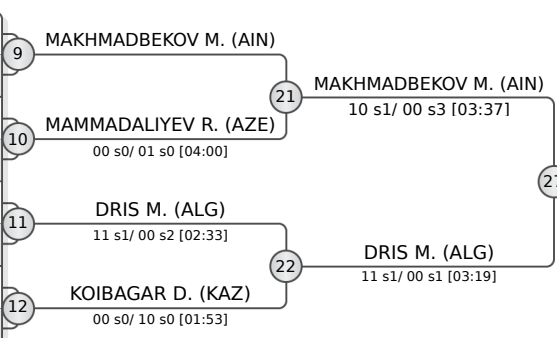 9
MAKHMADBEKOV M. (AIN)
21
MAKHMADBEKOV M. (AIN)
10 s1/ 00 s3 [03:37]
10
MAMMADALIYEV R. (AZE)
00 s0/ 01 s0 [04:00]
27
11
DRIS M. (ALG)
11 s1/ 00 s2 [02:33]
22
DRIS M. (ALG)
11 s1/ 00 s1 [03:19]
12
KOIBAGAR D. (KAZ)
00 s0/ 10 s0 [01:53]